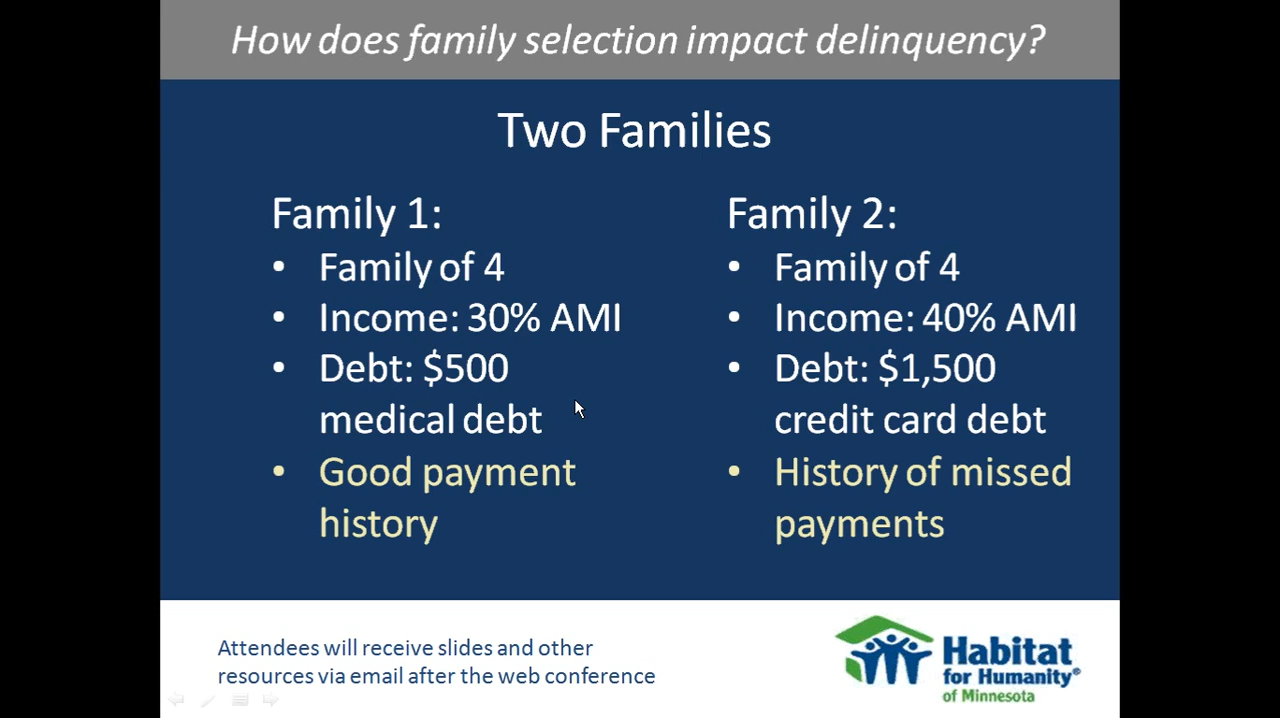 How does family selection impact delinquency?
Two Families
Family 1:
• Family of 4
• Income: 30% AMI
• Debt: $500
medical debt
• Good payment
history
Family 2:
• Family of 4
• Income: 40% AMI
• Debt: $1,500
credit card debt
• History of missed
payments
Attendees will receive slides and other
resources via email after the web conference
Habitat
for Humanity®
of Minnesota